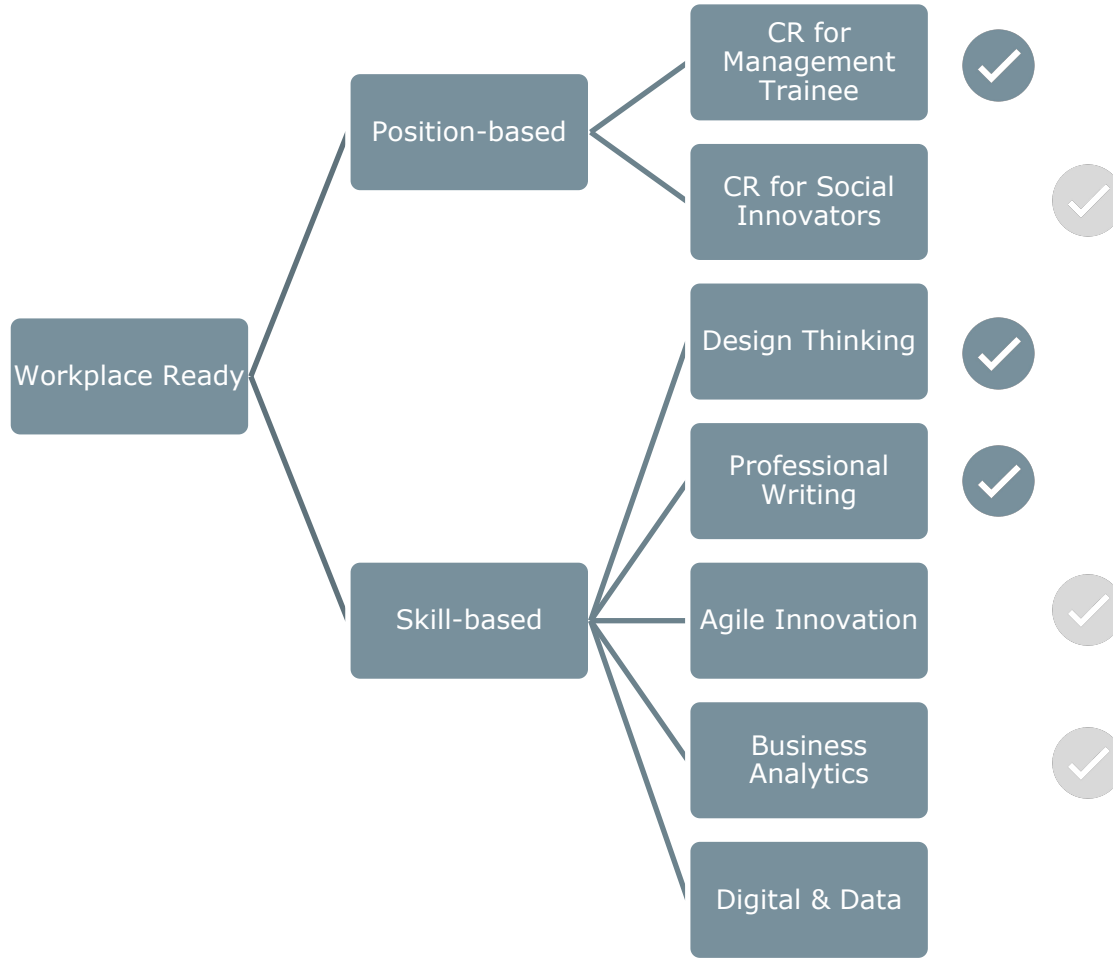 CR for
Management
Trainee
Position-based
CR for Social
Innovators
Workplace Ready
Design Thinking
Professional
Writing
Skill-based
Agile Innovation
Business
Analytics
Digital & Data